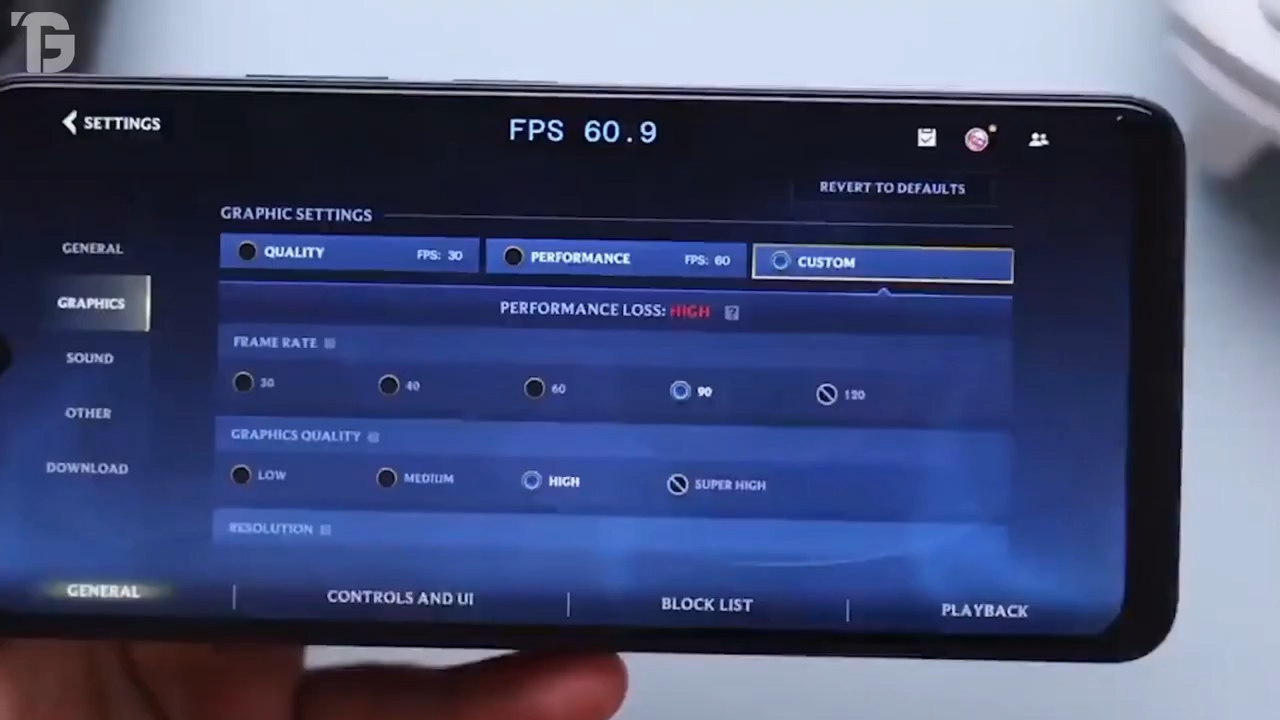 TG
SETTINGS
FPS 60.9
REVERT TO DEFAULTS
GRAPHIC SETTINGS
QUALITY FPS: 30 PERFORMANCE FPS: 60 CUSTOM
PERFORMANCE LOSS: HIGH ?
GENERAL
GRAPHICS
SOUND
OTHER
DOWNLOAD
FRAME RATE
30 40 60 90 120
GRAPHICS QUALITY
LOW MEDIUM HIGH SUPER HIGH
RESOLUTION
GENERAL CONTROLS AND UI BLOCK LIST PLAYBACK